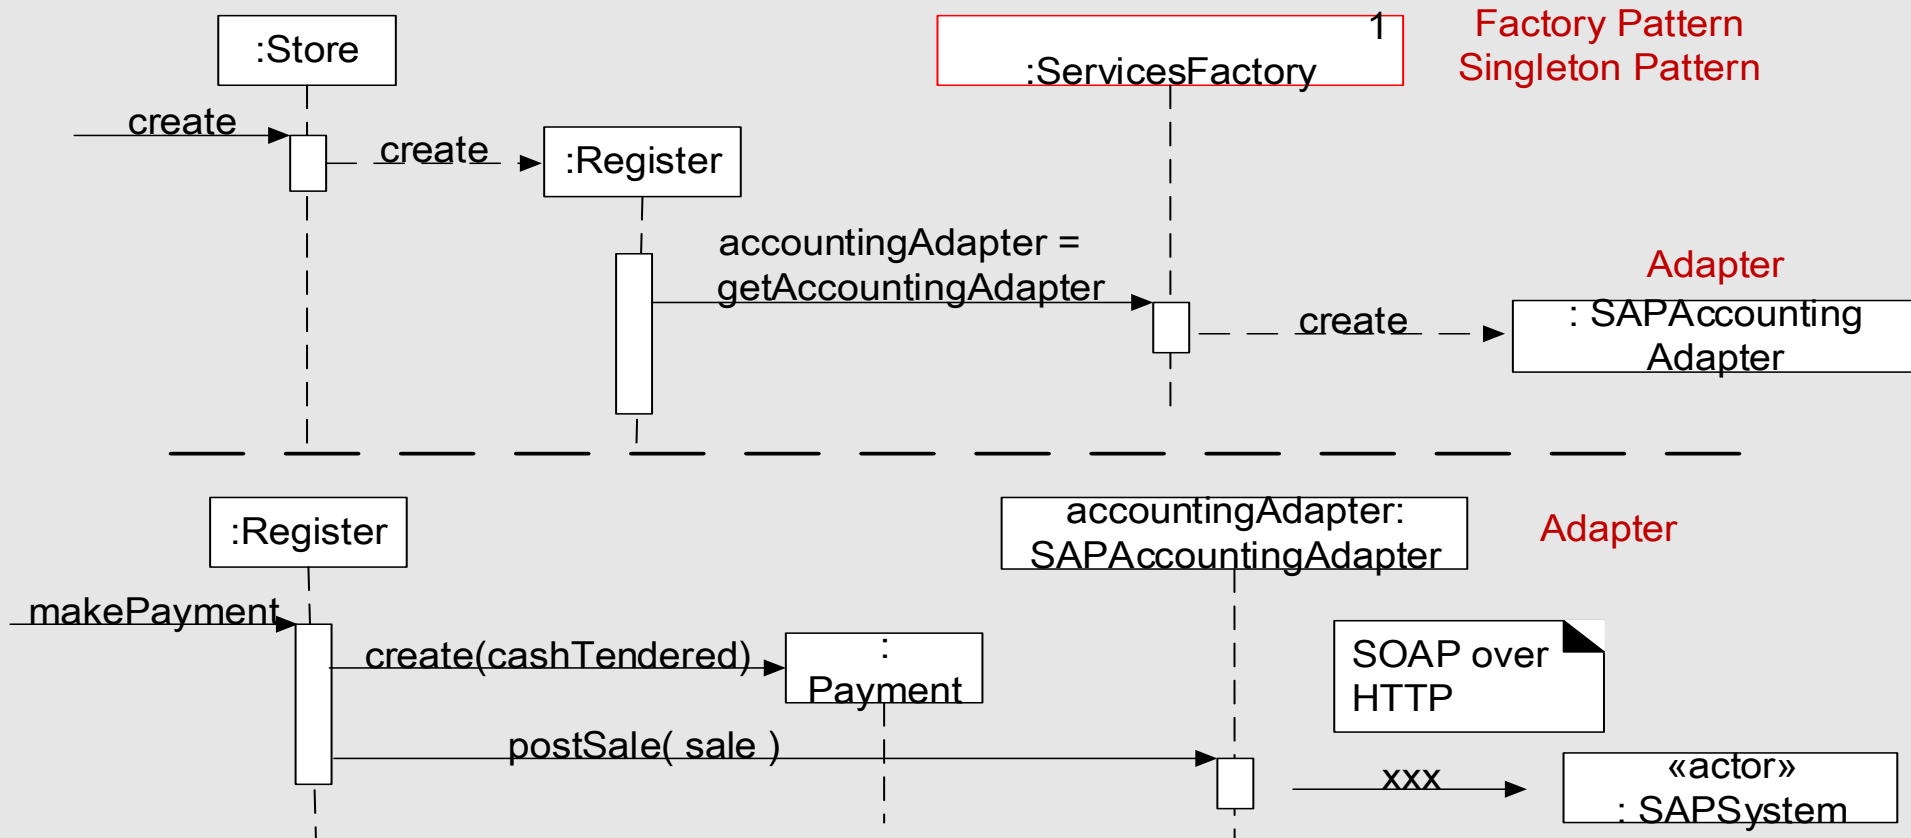 :Store
1
:ServicesFactory
Factory Pattern
Singleton Pattern
create
create
:Register
accountingAdapter =
getAccountingAdapter
create
Adapter
: SAPAccounting
Adapter
:Register
accountingAdapter:
SAPAccountingAdapter
Adapter
makePayment
create(cashTendered)
:
Payment
SOAP over
HTTP
postSale( sale )
xxx
«actor»
: SAPSystem